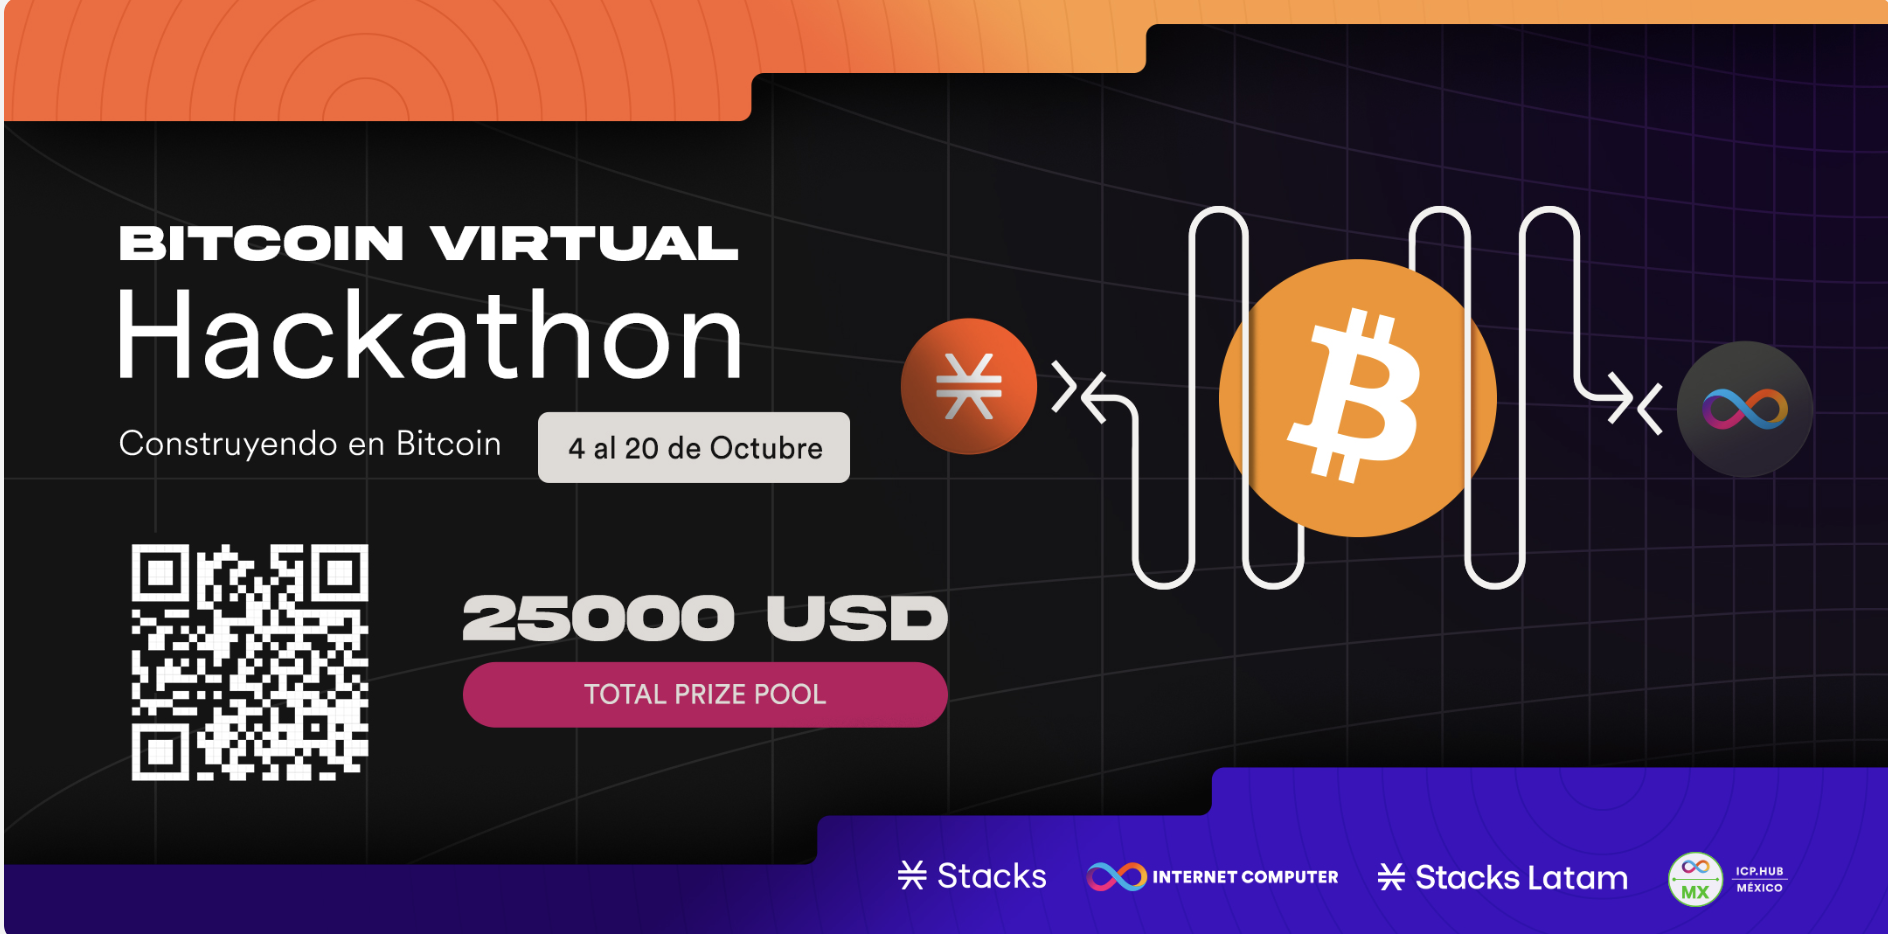 BITCOIN VIRTUAL
Hackathon
Construyendo en Bitcoin
4 al 20 de Octubre
25000 USD
TOTAL PRIZE POOL
Stacks
INTERNET COMPUTER
Stacks Latam
MX
ICP.HUB
MÉXICO